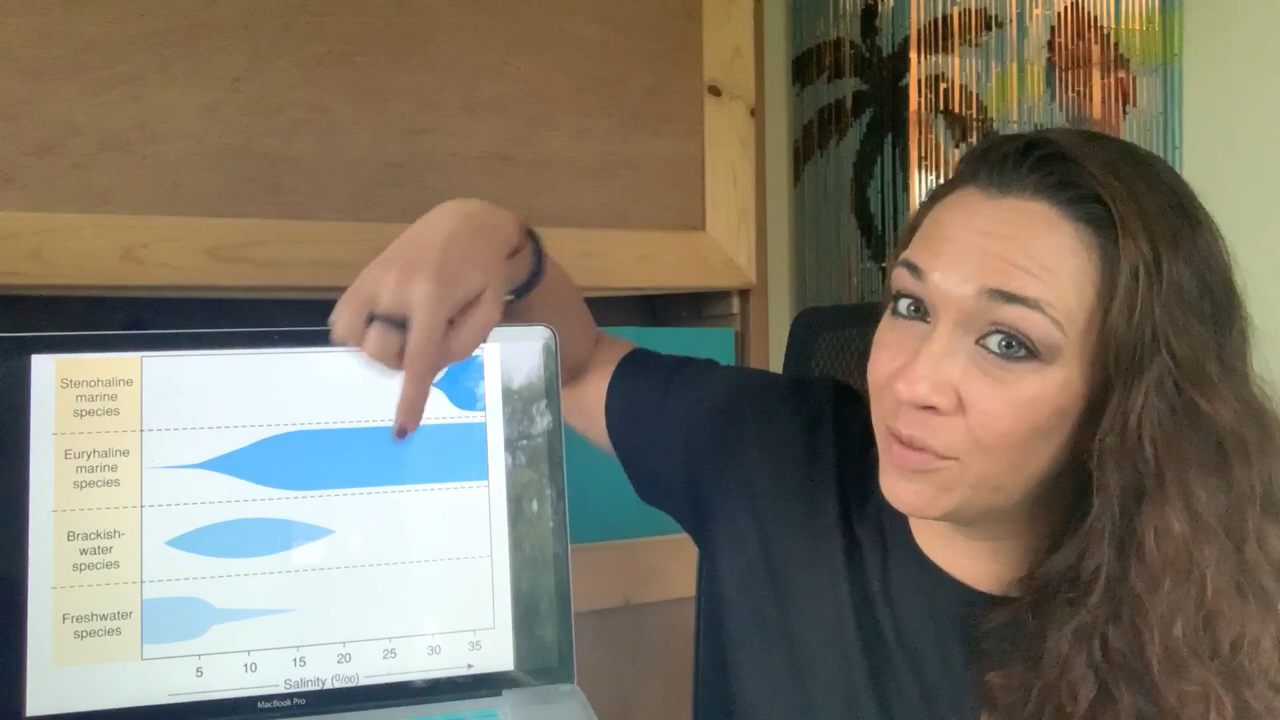 Stenohaline
marine
species
Euryhaline
marine
species
Brackish-
water
species
Freshwater
species
5 10 15 20 25 30 35
Salinity (⁰/₀₀)
MacBook Pro